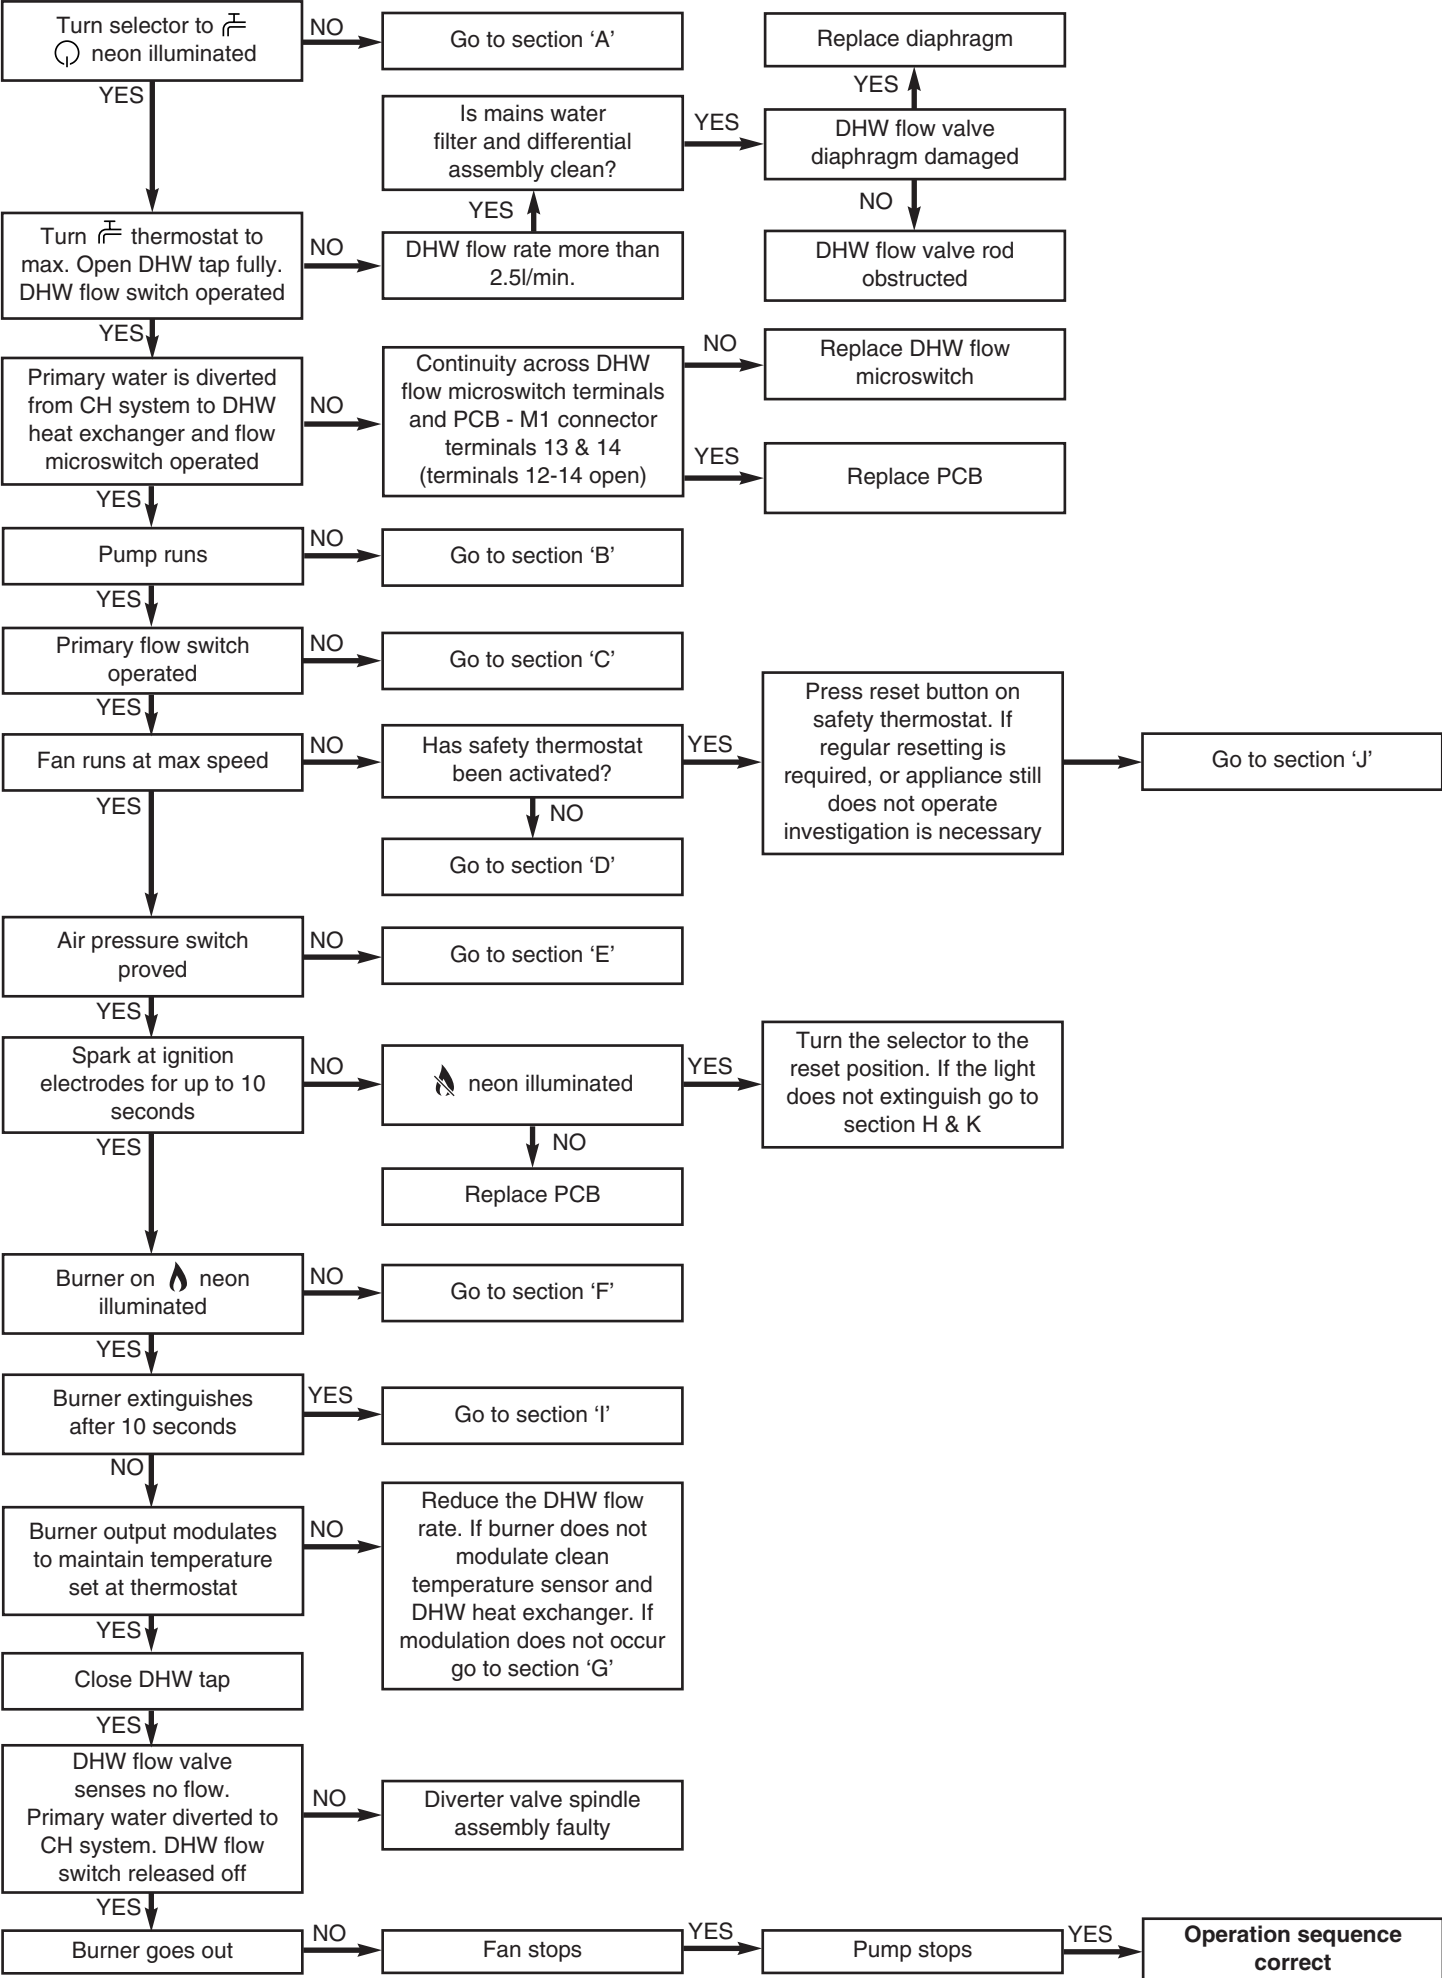 Turn selector to
neon illuminated
NO
Go to section ‘A’
YES
Turn thermostat to
max. Open DHW tap fully.
DHW flow switch operated
NO
DHW flow rate more than
2.5l/min.
YES
Is mains water
filter and differential
assembly clean?
YES
DHW flow valve
diaphragm damaged
YES
Replace diaphragm
NO
DHW flow valve rod
obstructed
YES
Primary water is diverted
from CH system to DHW
heat exchanger and flow
microswitch operated
NO
Continuity across DHW
flow microswitch terminals
and PCB - M1 connector
terminals 13 & 14
(terminals 12-14 open)
NO
Replace DHW flow
microswitch
YES
Replace PCB
YES
Pump runs
NO
Go to section ‘B’
YES
Primary flow switch
operated
NO
Go to section ‘C’
YES
Fan runs at max speed
NO
Has safety thermostat
been activated?
YES
Press reset button on
safety thermostat. If
regular resetting is
required, or appliance still
does not operate
investigation is necessary
Go to section ‘J’
NO
Go to section ‘D’
YES
Air pressure switch
proved
NO
Go to section ‘E’
YES
Spark at ignition
electrodes for up to 10
seconds
NO
neon illuminated
YES
Turn the selector to the
reset position. If the light
does not extinguish go to
section H & K
NO
Replace PCB
YES
Burner on neon
illuminated
NO
Go to section ‘F’
YES
Burner extinguishes
after 10 seconds
YES
Go to section ‘I’
NO
Burner output modulates
to maintain temperature
set at thermostat
NO
Reduce the DHW flow
rate. If burner does not
modulate clean
temperature sensor and
DHW heat exchanger. If
modulation does not occur
go to section ‘G’
YES
Close DHW tap
YES
DHW flow valve
senses no flow.
Primary water diverted to
CH system. DHW flow
switch released off
NO
Diverter valve spindle
assembly faulty
YES
Burner goes out
NO
Fan stops
YES
Pump stops
YES
Operation sequence
correct